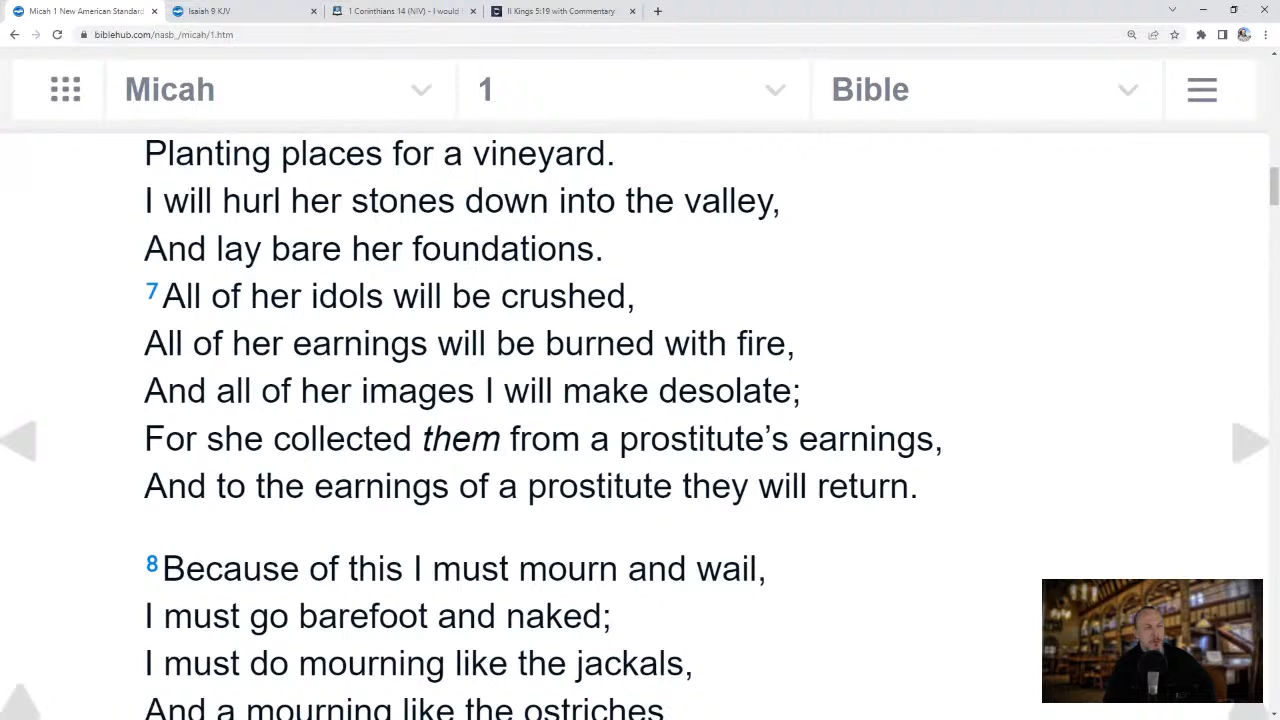 Micah 1 New American Standard
Isaiah 9 KJV
1 Corinthians 14 (NIV) - I would
II Kings 5:19 with Commentary
biblehub.com/nasb_/micah/1.htm
Micah 1 Bible
Planting places for a vineyard.
I will hurl her stones down into the valley,
And lay bare her foundations.
7 All of her idols will be crushed,
All of her earnings will be burned with fire,
And all of her images I will make desolate;
For she collected them from a prostitute’s earnings,
And to the earnings of a prostitute they will return.
8 Because of this I must mourn and wail,
I must go barefoot and naked;
I must do mourning like the jackals,
And a mourning like the ostriches